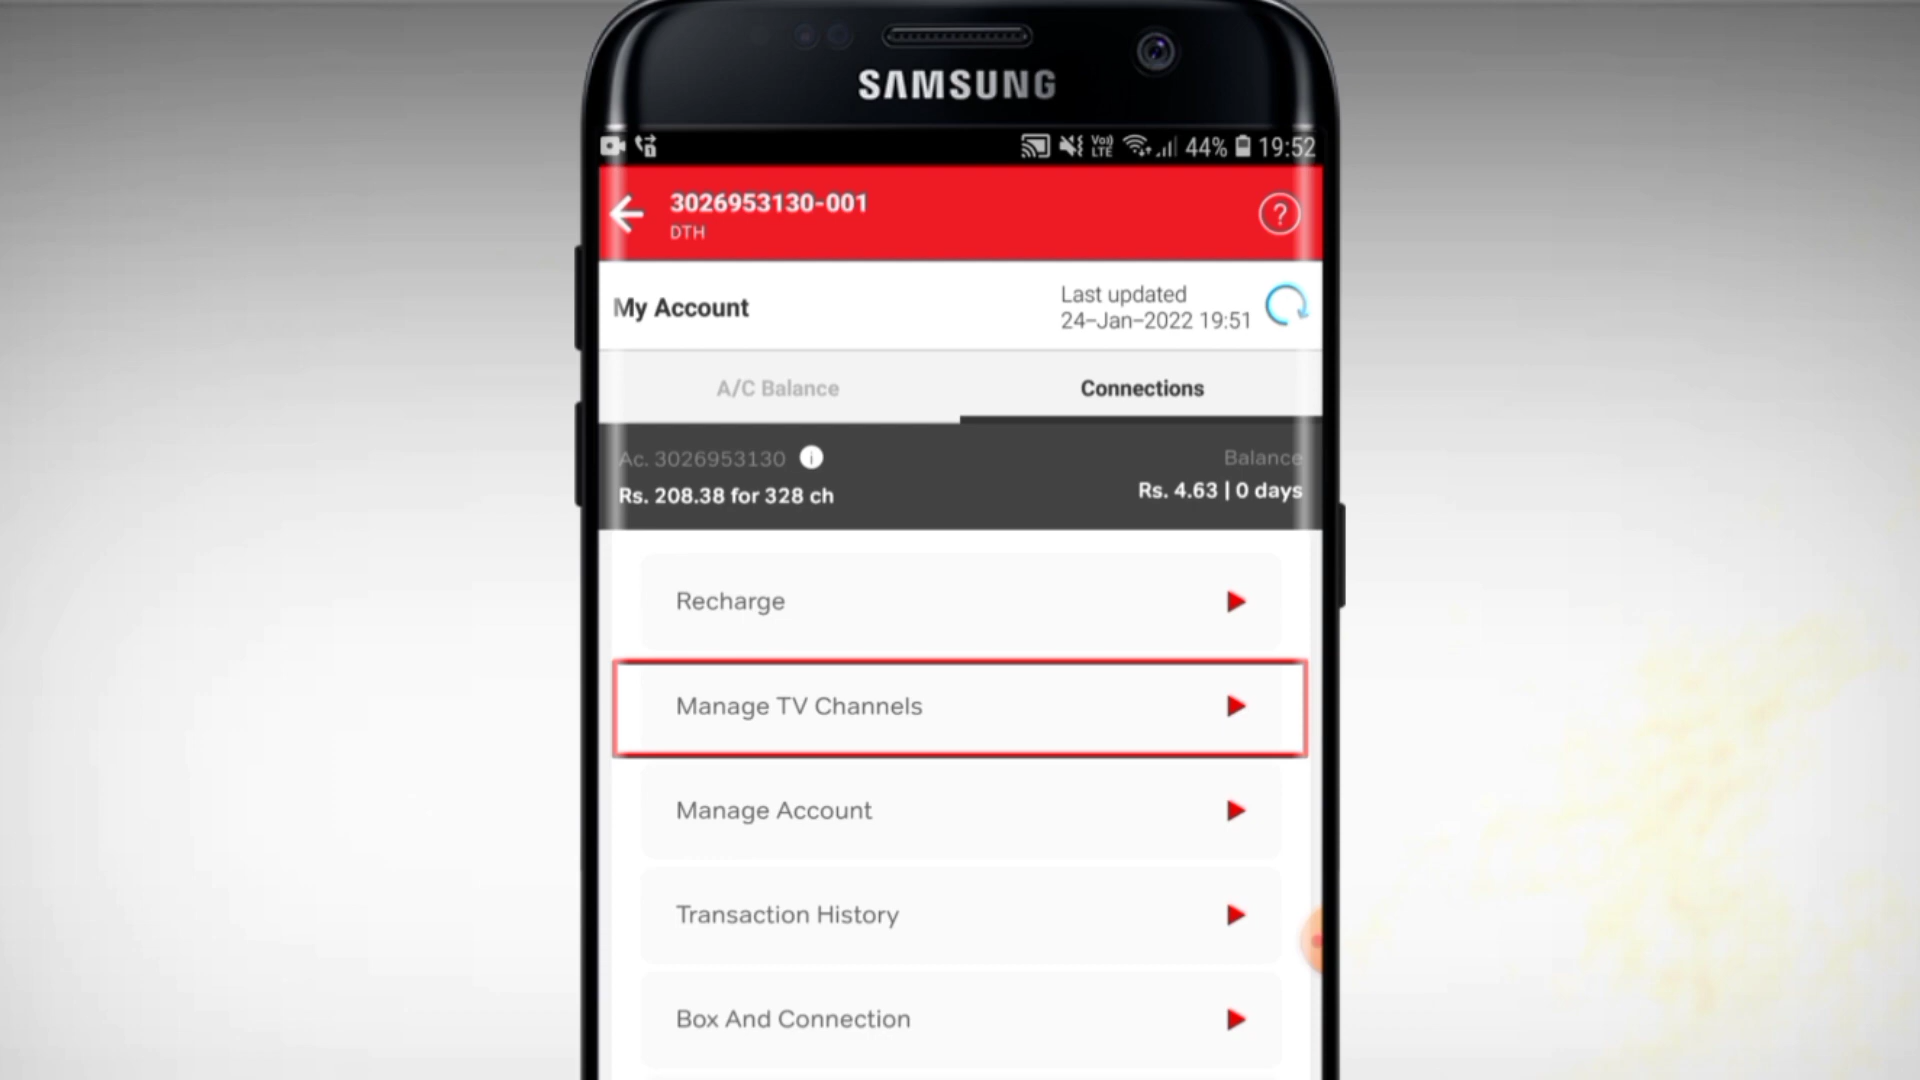 SAMSUNG
Vo)) LTE 44% 19:52
3026953130-001
DTH
My Account
Last updated
24-Jan-2022 19:51
A/C Balance
Connections
Ac. 3026953130
Balance
Rs. 208.38 for 328 ch
Rs. 4.63 | 0 days
Recharge
Manage TV Channels
Manage Account
Transaction History
Box And Connection